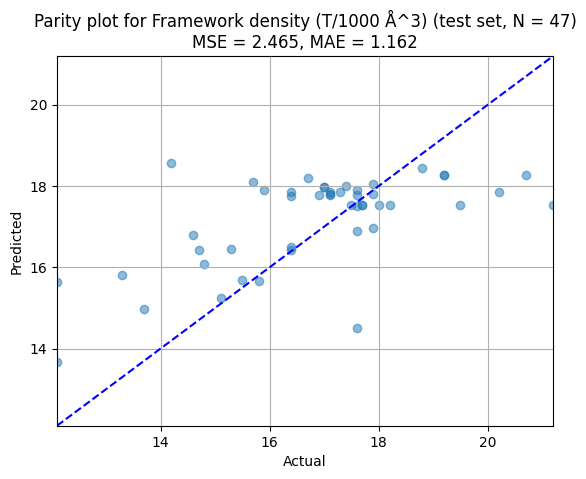 Parity plot for Framework density (T/1000 Å^3) (test set, N = 47)
MSE = 2.465, MAE = 1.162
20
18
16
14
Predicted
14
16
18
20
Actual